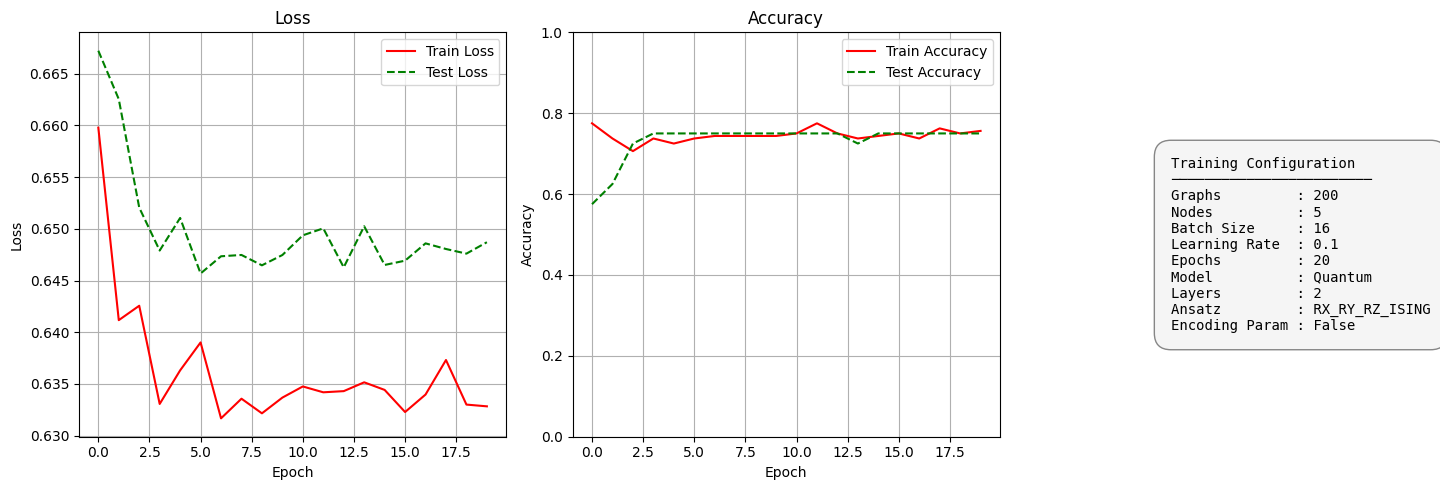 Loss
Train Loss
Test Loss
0.665
0.660
0.655
0.650
0.645
0.640
0.635
0.630
Loss
0.0 2.5 5.0 7.5 10.0 12.5 15.0 17.5
Epoch
Accuracy
Train Accuracy
Test Accuracy
1.0
0.8
0.6
0.4
0.2
0.0
Accuracy
0.0 2.5 5.0 7.5 10.0 12.5 15.0 17.5
Epoch
Training Configuration
────────────────────────
Graphs : 200
Nodes : 5
Batch Size : 16
Learning Rate : 0.1
Epochs : 20
Model : Quantum
Layers : 2
Ansatz : RX_RY_RZ_ISING
Encoding Param : False